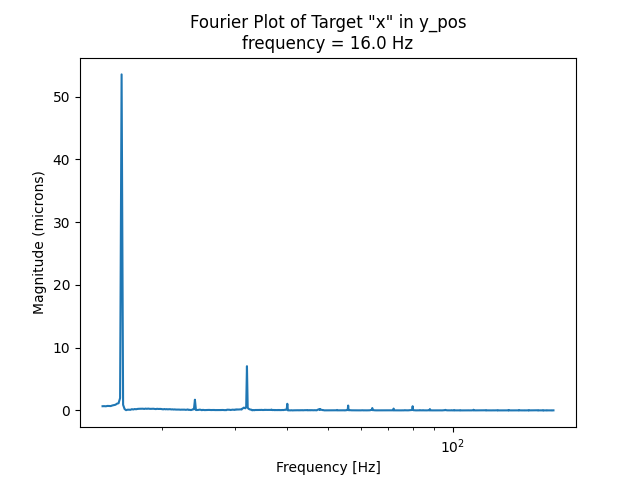 Fourier Plot of Target "x" in y_pos
frequency = 16.0 Hz
50
40
30
20
10
0
Magnitude (microns)
10²
Frequency [Hz]